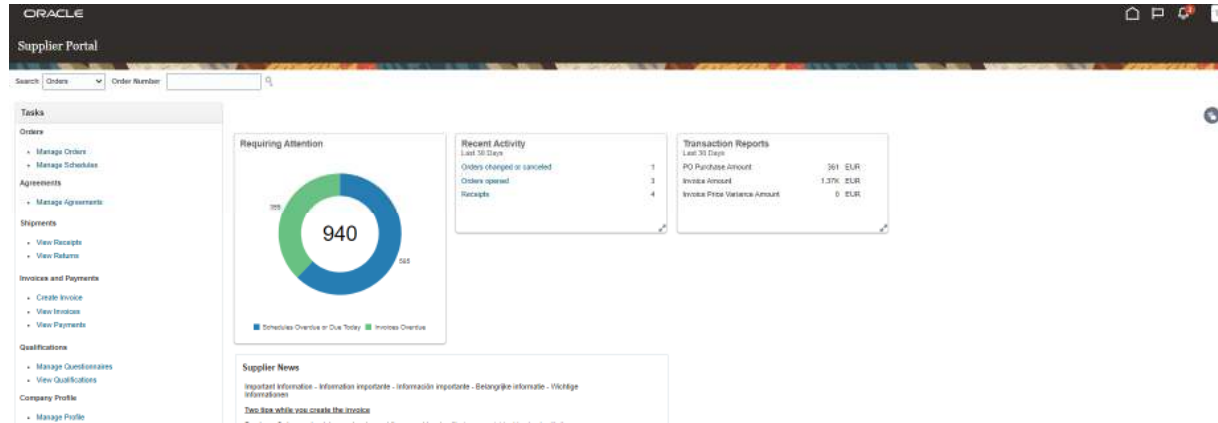 ORACLE
Supplier Portal
Search Orders Order Number
Tasks
Orders
Manage Orders
Manage Schedules
Agreements
Manage Agreements
Shipments
View Receipts
View Returns
Invoices and Payments
Create Invoice
View Invoices
View Payments
Qualifications
Manage Questionnaires
View Qualifications
Company Profile
Manage Profile
Requiring Attention
940
565
Schedules Overdue or Due Today Invoices Overdue
Recent Activity
Last 30 Days
Orders changed or canceled 1
Orders opened 3
Receipts 4
Transaction Reports
Last 30 Days
PO Purchase Amount 361 EUR
Invoice Amount 1.37K EUR
Invoice Price Variance Amount 0 EUR
Supplier News
Important Information - Information importante - Información importante - Belangrijke informatie - Wichtige
Informationen
Two tips while you create the invoice